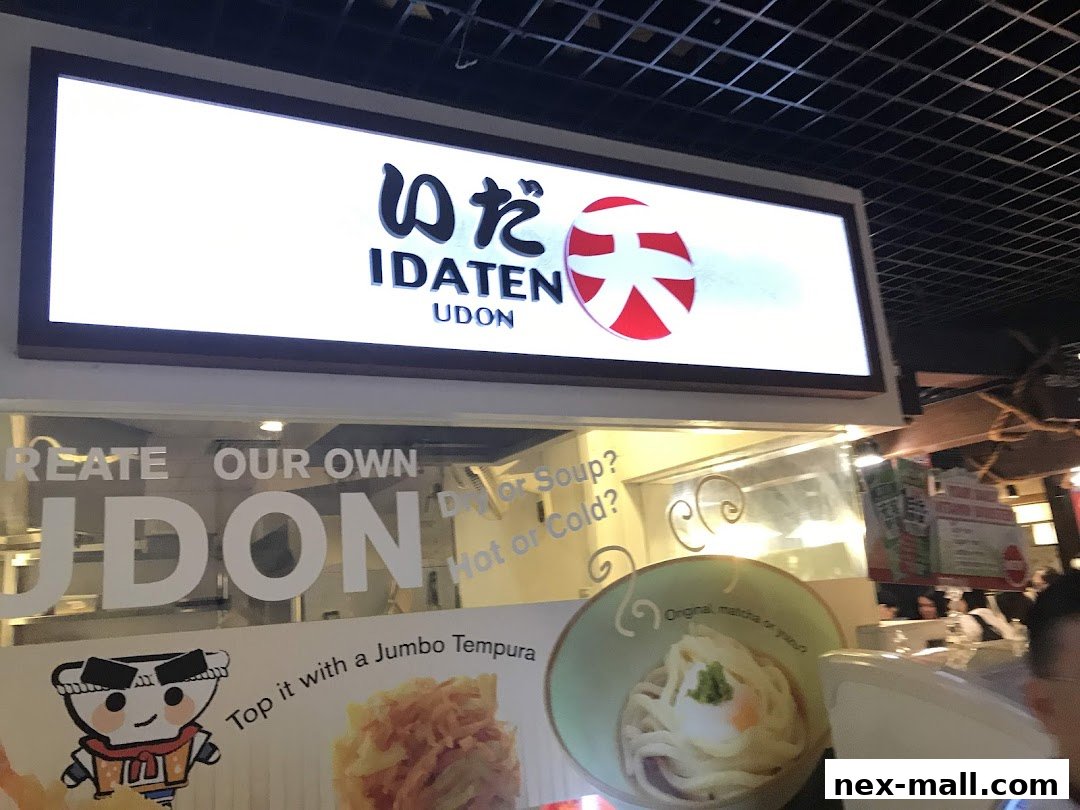 いだ天
IDATEN
UDON
REATE OUR OWN
UDON
Dry or Soup?
Hot or Cold?
Original, matcha or yuzu
Top it with a Jumbo Tempura
nex-mall.com